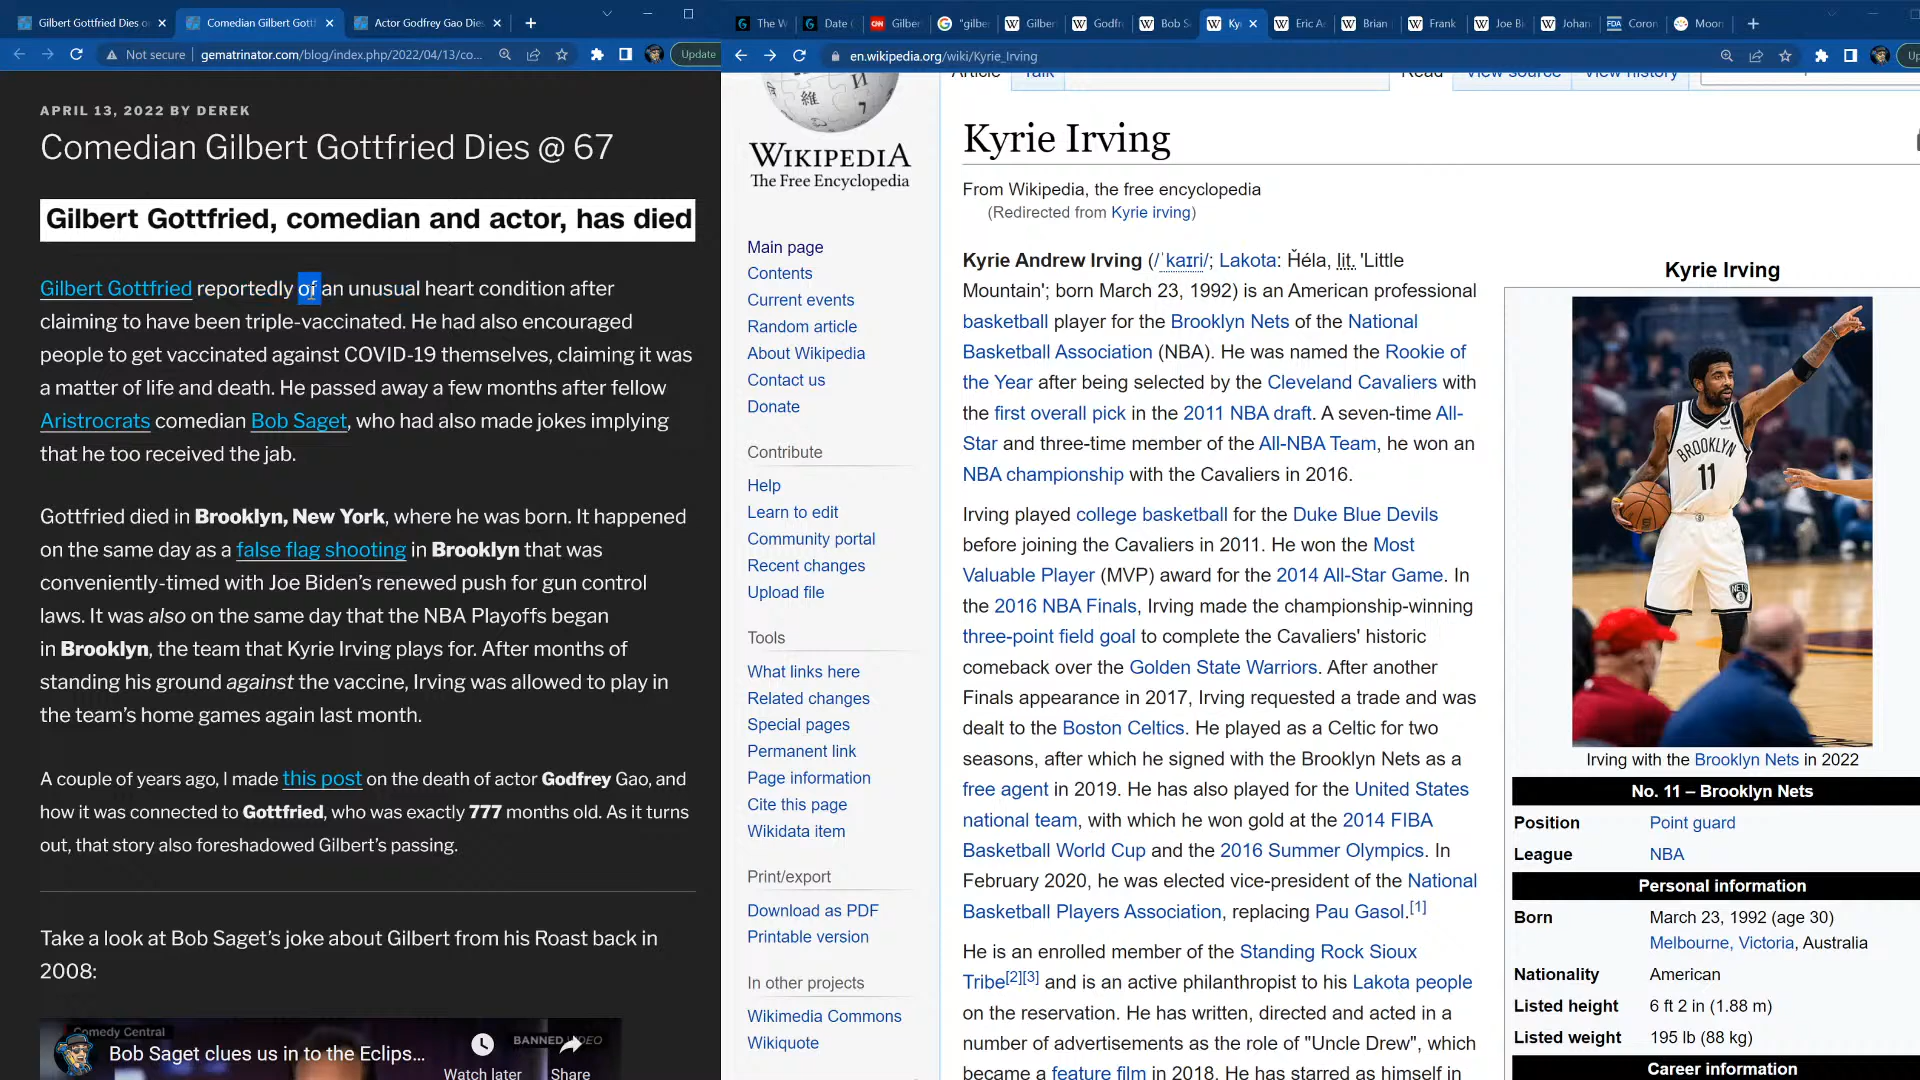 Gilbert Gottfried Dies o
Comedian Gilbert Gott
Actor Godfrey Gao Dies
Not secure
gematrinator.com/blog/index.php/2022/04/13/co...
Update
APRIL 13, 2022 BY DEREK
Comedian Gilbert Gottfried Dies @ 67
Gilbert Gottfried, comedian and actor, has died
Gilbert Gottfried reportedly of an unusual heart condition after
claiming to have been triple-vaccinated. He had also encouraged
people to get vaccinated against COVID-19 themselves, claiming it was
a matter of life and death. He passed away a few months after fellow
Aristrocrats comedian Bob Saget, who had also made jokes implying
that he too received the jab.
Gottfried died in Brooklyn, New York, where he was born. It happened
on the same day as a false flag shooting in Brooklyn that was
conveniently-timed with Joe Biden’s renewed push for gun control
laws. It was also on the same day that the NBA Playoffs began
in Brooklyn, the team that Kyrie Irving plays for. After months of
standing his ground against the vaccine, Irving was allowed to play in
the team’s home games again last month.
A couple of years ago, I made this post on the death of actor Godfrey Gao, and
how it was connected to Gottfried, who was exactly 777 months old. As it turns
out, that story also foreshadowed Gilbert’s passing.
Take a look at Bob Saget’s joke about Gilbert from his Roast back in
2008:
Comedy Central
Bob Saget clues us in to the Eclips...
BANNED
Watch later
Share
The W
Date
CNN
Gilber
"gilbe
Gilber
Godfr
Bob S
Ky
Eric A
Brian
Frank
Joe B
Johan
FDA
Coron
Moon
en.wikipedia.org/wiki/Kyrie_Irving
Up
Article
Talk
Read
View source
View history
WIKIPEDIA
The Free Encyclopedia
Main page
Contents
Current events
Random article
About Wikipedia
Contact us
Donate
Contribute
Help
Learn to edit
Community portal
Recent changes
Upload file
Tools
What links here
Related changes
Special pages
Permanent link
Page information
Cite this page
Wikidata item
Print/export
Download as PDF
Printable version
In other projects
Wikimedia Commons
Wikiquote
Kyrie Irving
From Wikipedia, the free encyclopedia
(Redirected from Kyrie irving)
Kyrie Andrew Irving (/ˈkaɪri/; Lakota: Ȟéla, lit. 'Little
Mountain'; born March 23, 1992) is an American professional
basketball player for the Brooklyn Nets of the National
Basketball Association (NBA). He was named the Rookie of
the Year after being selected by the Cleveland Cavaliers with
the first overall pick in the 2011 NBA draft. A seven-time All-
Star and three-time member of the All-NBA Team, he won an
NBA championship with the Cavaliers in 2016.
Irving played college basketball for the Duke Blue Devils
before joining the Cavaliers in 2011. He won the Most
Valuable Player (MVP) award for the 2014 All-Star Game. In
the 2016 NBA Finals, Irving made the championship-winning
three-point field goal to complete the Cavaliers' historic
comeback over the Golden State Warriors. After another
Finals appearance in 2017, Irving requested a trade and was
dealt to the Boston Celtics. He played as a Celtic for two
seasons, after which he signed with the Brooklyn Nets as a
free agent in 2019. He has also played for the United States
national team, with which he won gold at the 2014 FIBA
Basketball World Cup and the 2016 Summer Olympics. In
February 2020, he was elected vice-president of the National
Basketball Players Association, replacing Pau Gasol.[1]
He is an enrolled member of the Standing Rock Sioux
Tribe[2][3] and is an active philanthropist to his Lakota people
on the reservation. He has written, directed and acted in a
number of advertisements as the role of "Uncle Drew", which
became a feature film in 2018. He has starred as himself in
Kyrie Irving
BROOKLYN
11
NETS
Irving with the Brooklyn Nets in 2022
No. 11 – Brooklyn Nets
Position Point guard
League NBA
Personal information
Born March 23, 1992 (age 30)
Melbourne, Victoria, Australia
Nationality American
Listed height 6 ft 2 in (1.88 m)
Listed weight 195 lb (88 kg)
Career information